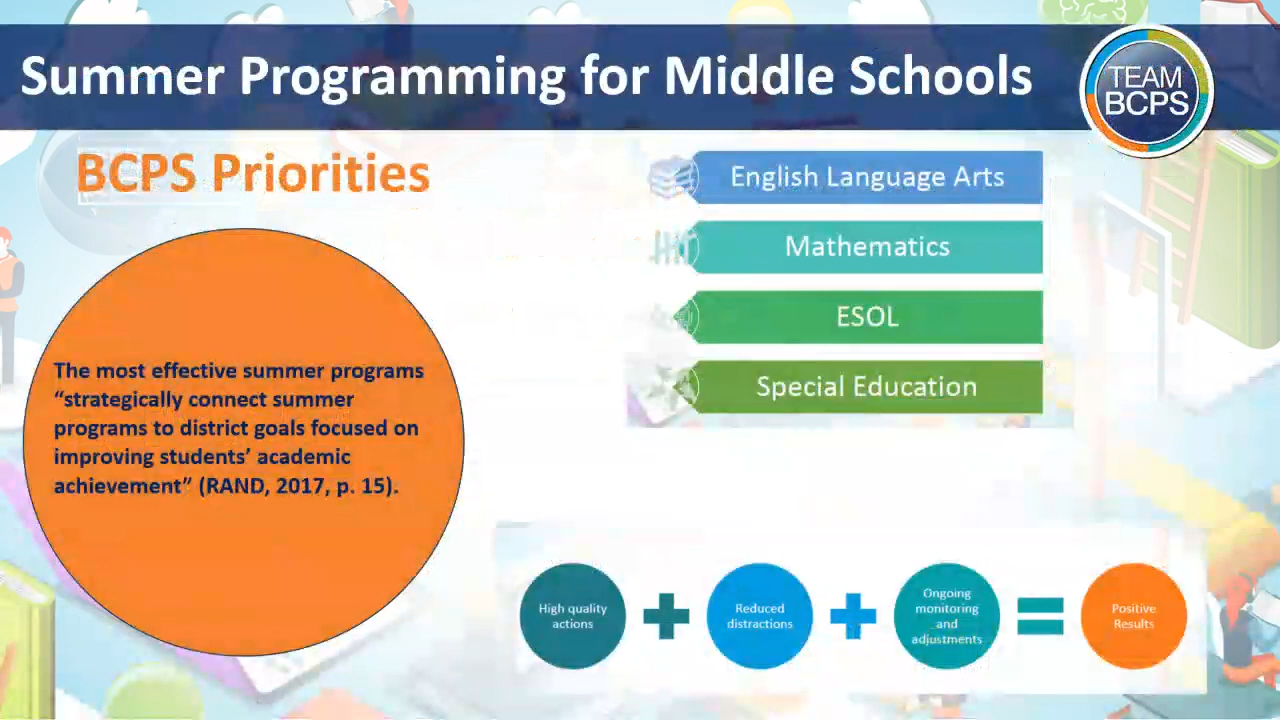 Summer Programming for Middle Schools
TEAM
BCPS
BCPS Priorities
English Language Arts
Mathematics
ESOL
Special Education
The most effective summer programs
“strategically connect summer
programs to district goals focused on
improving students’ academic
achievement” (RAND, 2017, p. 15).
High quality
actions
Reduced
distractions
Ongoing
monitoring
and
adjustments
Positive
Results